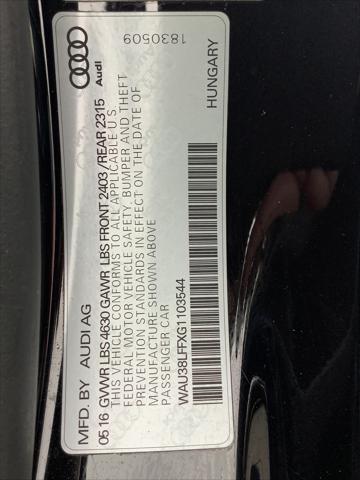 MFD. BY AUDI AG
05 16 GVWR LBS 4630 GAWR LBS FRONT 2403 /REAR 2315
THIS VEHICLE CONFORMS TO ALL APPLICABLE U.S.
FEDERAL MOTOR VEHICLE SAFETY, BUMPER AND THEFT
PREVENTION STANDARDS IN EFFECT ON THE DATE OF
MANUFACTURE SHOWN ABOVE
PASSENGER CAR
WAU38LFFXG1103544
HUNGARY
Audi
1830509